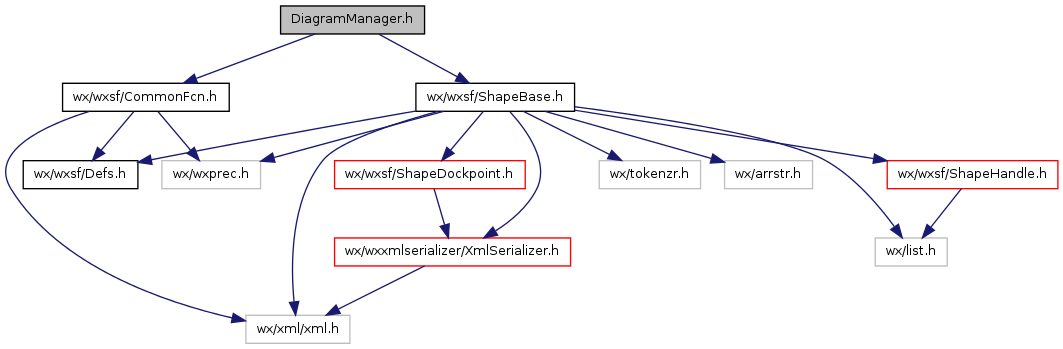 DiagramManager.h
wx/wxsf/CommonFcn.h
wx/wxsf/ShapeBase.h
wx/wxsf/Defs.h
wx/wxprec.h
wx/wxsf/ShapeDockpoint.h
wx/tokenzr.h
wx/arrstr.h
wx/wxsf/ShapeHandle.h
wx/wxxmlserializer/XmlSerializer.h
wx/list.h
wx/xml/xml.h